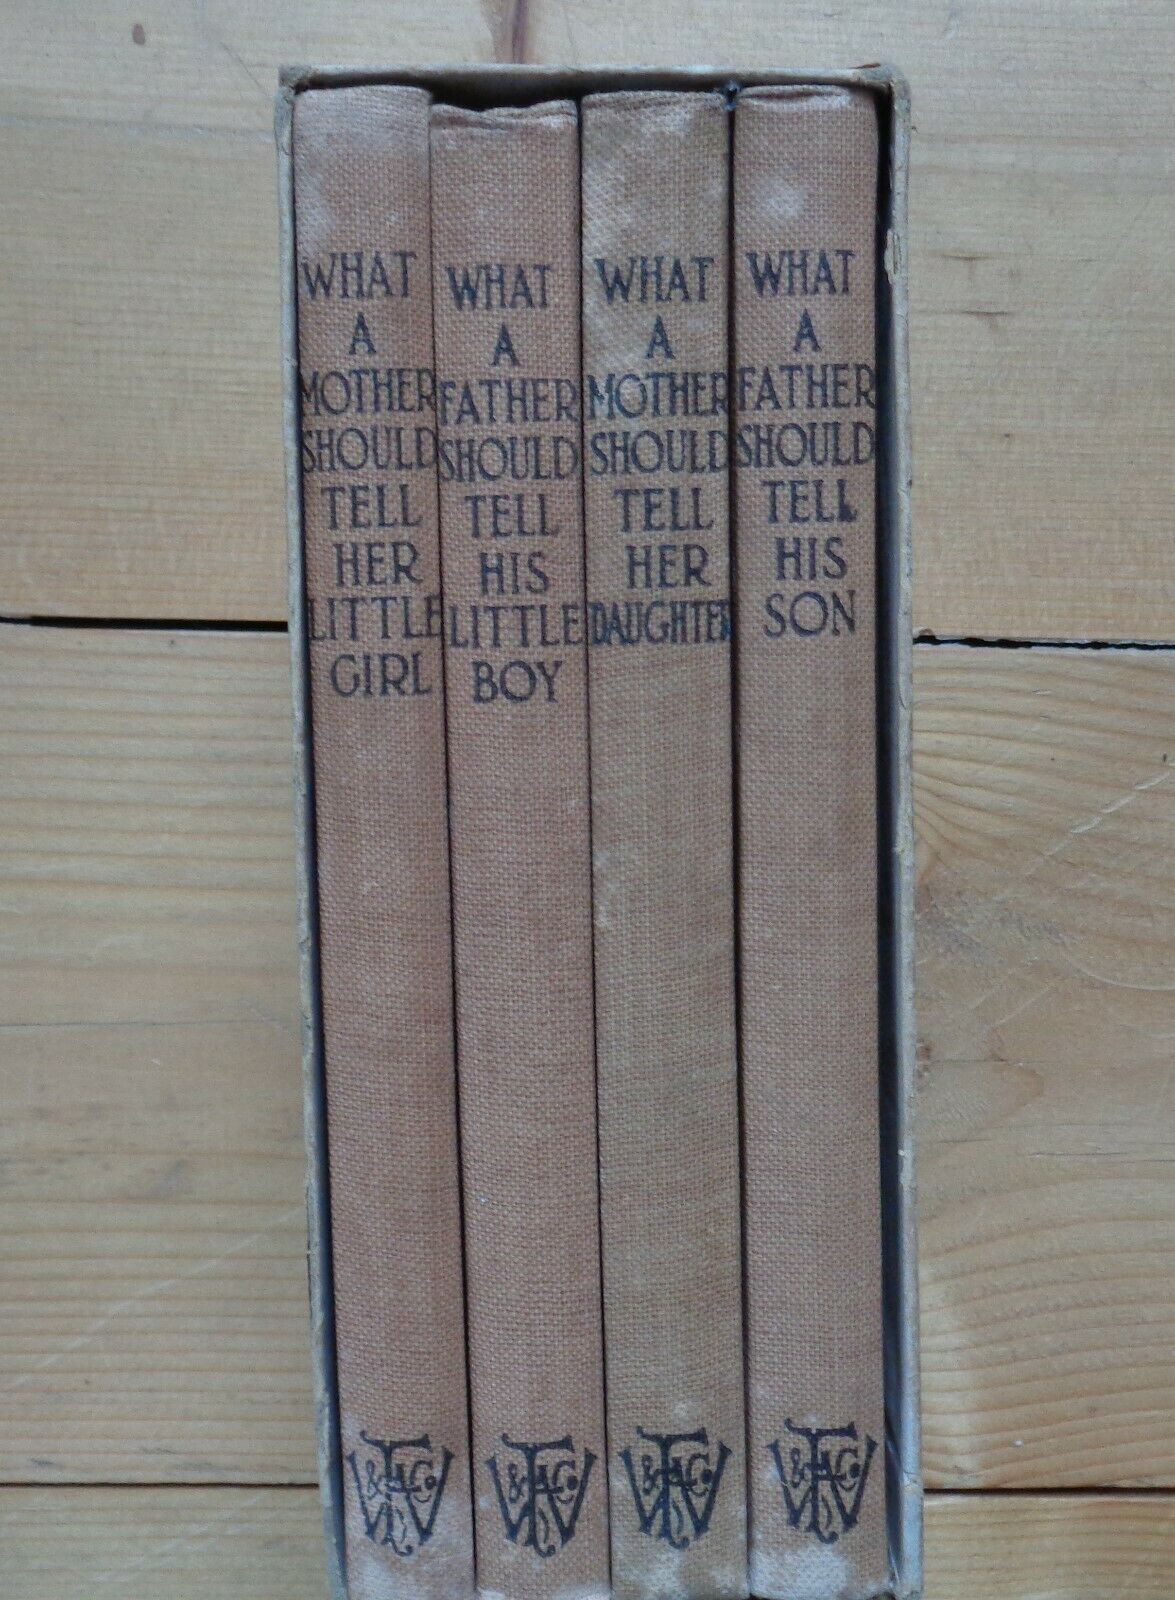 WHAT
A
MOTHER
SHOULD
TELL
HER
LITTLE
GIRL
WHAT
A
FATHER
SHOULD
TELL
HIS
LITTLE
BOY
WHAT
A
MOTHER
SHOULD
TELL
HER
DAUGHTER
WHAT
A
FATHER
SHOULD
TELL
HIS
SON